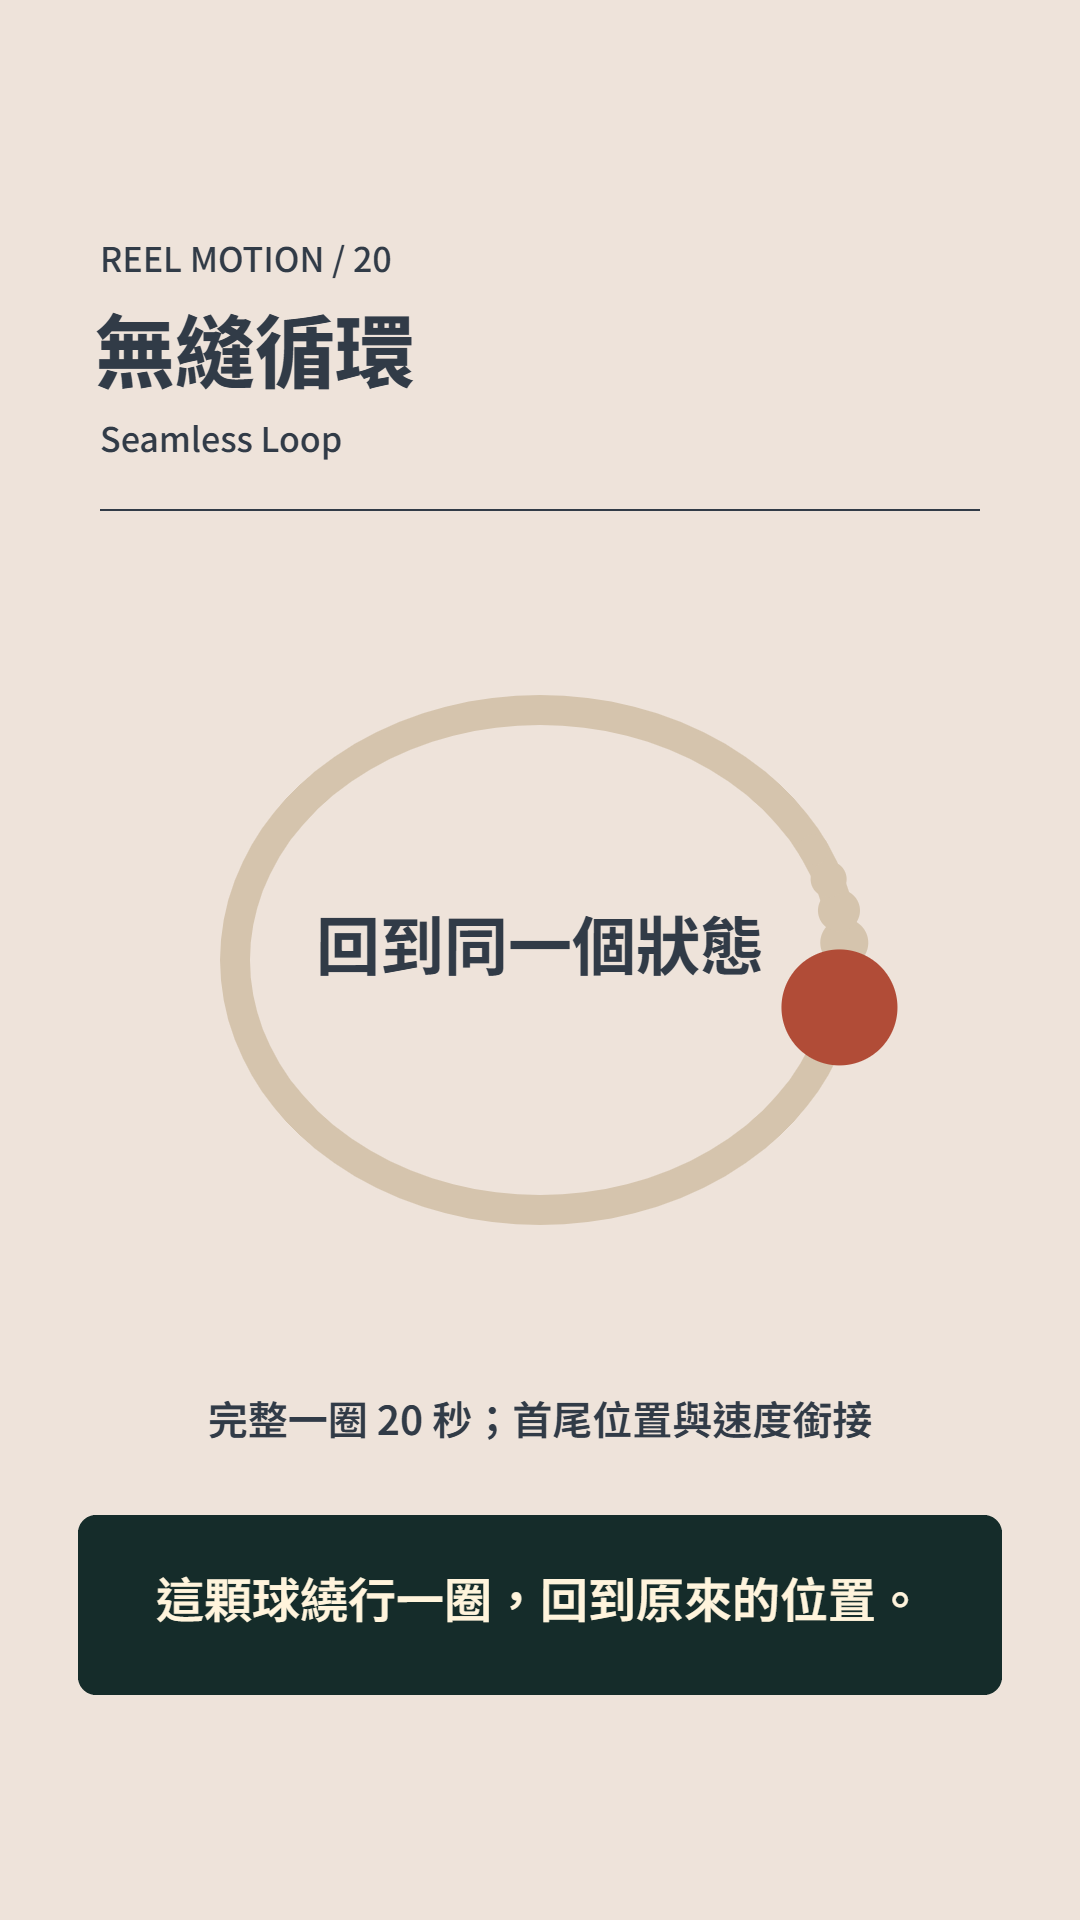 REEL MOTION / 20
無縫循環
Seamless Loop
回到同一個狀態
完整一圈 20 秒；首尾位置與速度銜接
這顆球繞行一圈，回到原來的位置。